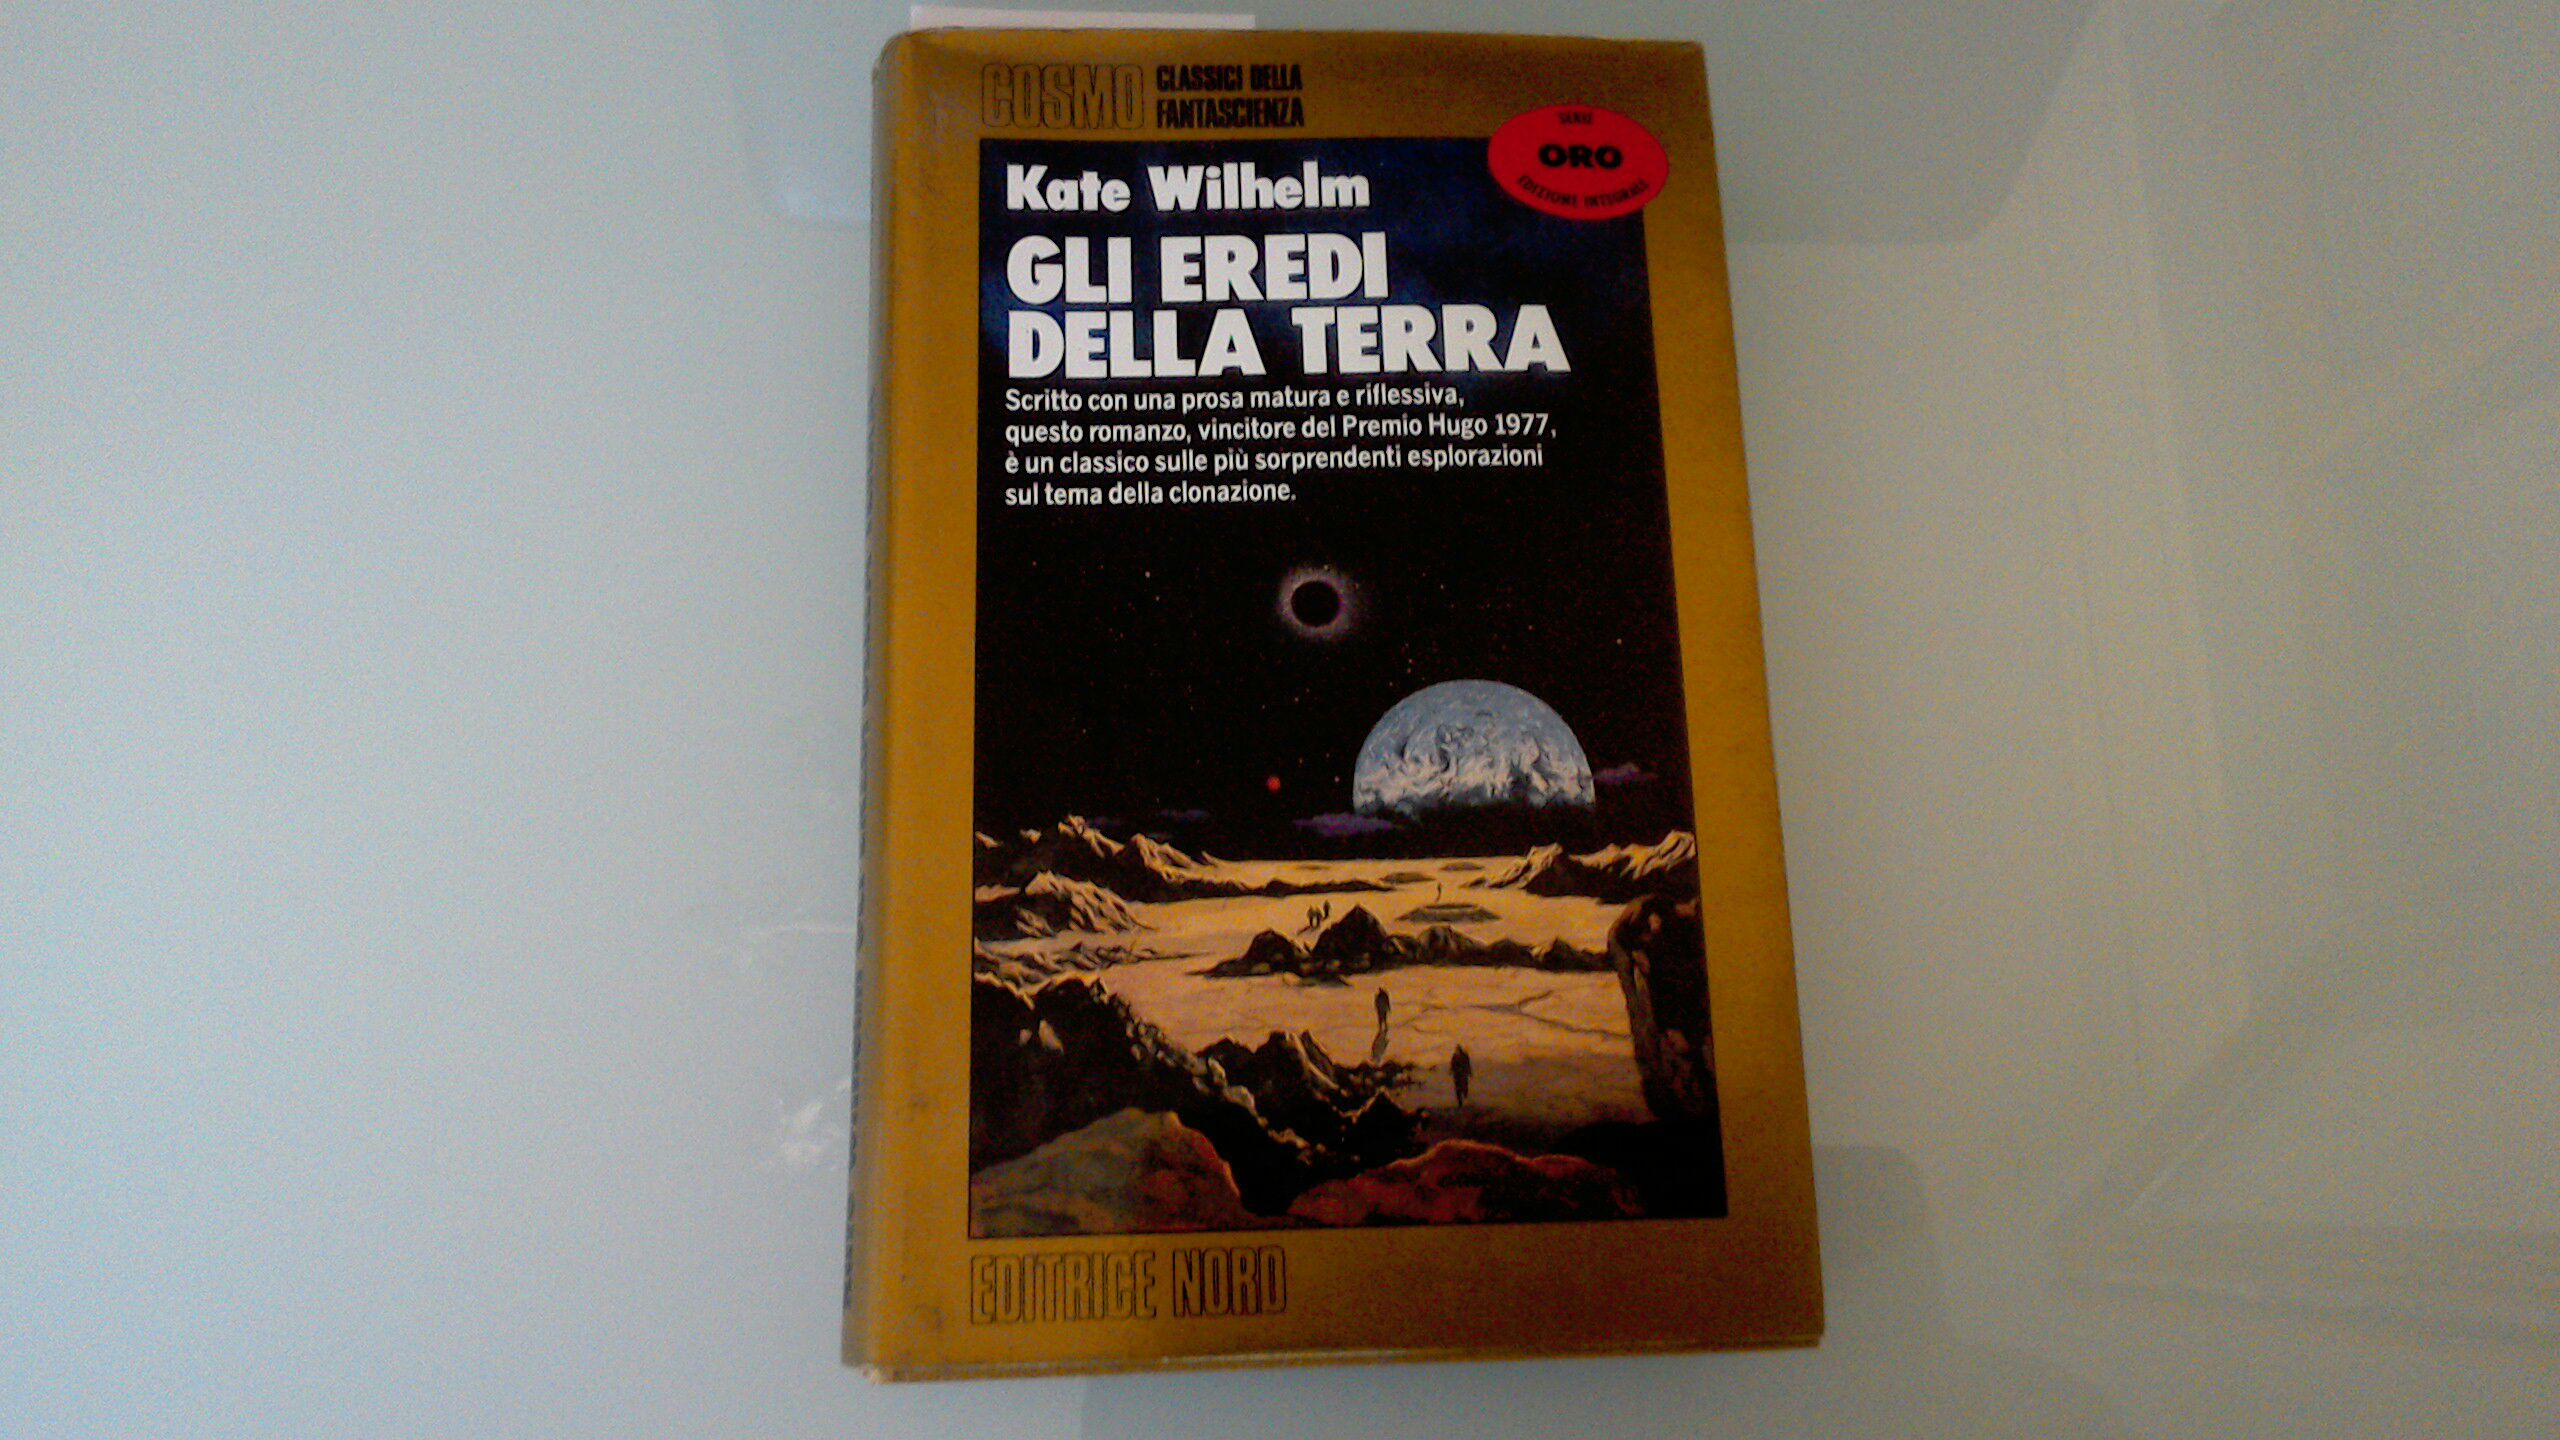 COSMO CLASSICI DELLA
FANTASCIENZA
SERIE
ORO
EDIZIONE INTEGRALE
Kate Wilhelm
GLI EREDI
DELLA TERRA
Scritto con una prosa matura e riflessiva,
questo romanzo, vincitore del Premio Hugo 1977,
è un classico sulle più sorprendenti esplorazioni
sul tema della clonazione.
EDITRICE NORD